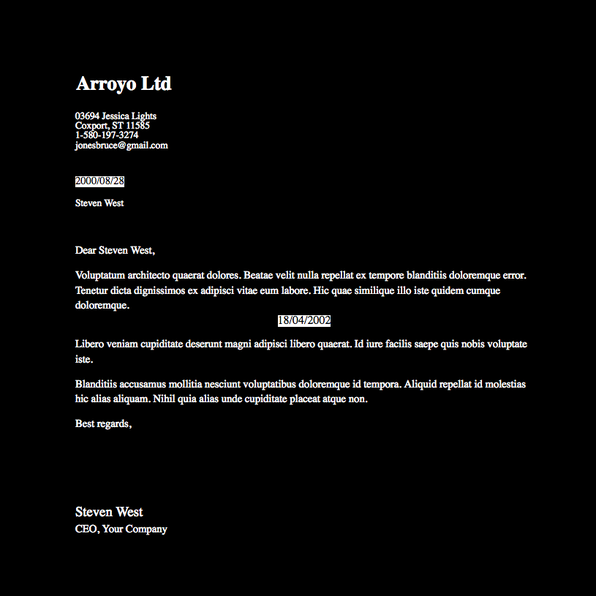 Arroyo Ltd
03694 Jessica Lights
Coxport, ST 11585
1-580-197-3274
jonesbruce@gmail.com
2000/08/28
Steven West
Dear Steven West,
Voluptatum architecto quaerat dolores. Beatae velit nulla repellat ex tempore blanditiis doloremque error.
Tenetur dicta dignissimos ex adipisci vitae eum labore. Hic quae similique illo iste quidem cumque
doloremque.
18/04/2002
Libero veniam cupiditate deserunt magni adipisci libero quaerat. Id iure facilis saepe quis nobis voluptate
iste.
Blanditiis accusamus mollitia nesciunt voluptatibus doloremque id tempora. Aliquid repellat id molestias
hic alias aliquam. Nihil quia alias unde cupiditate placeat atque non.
Best regards,
Steven West
CEO, Your Company